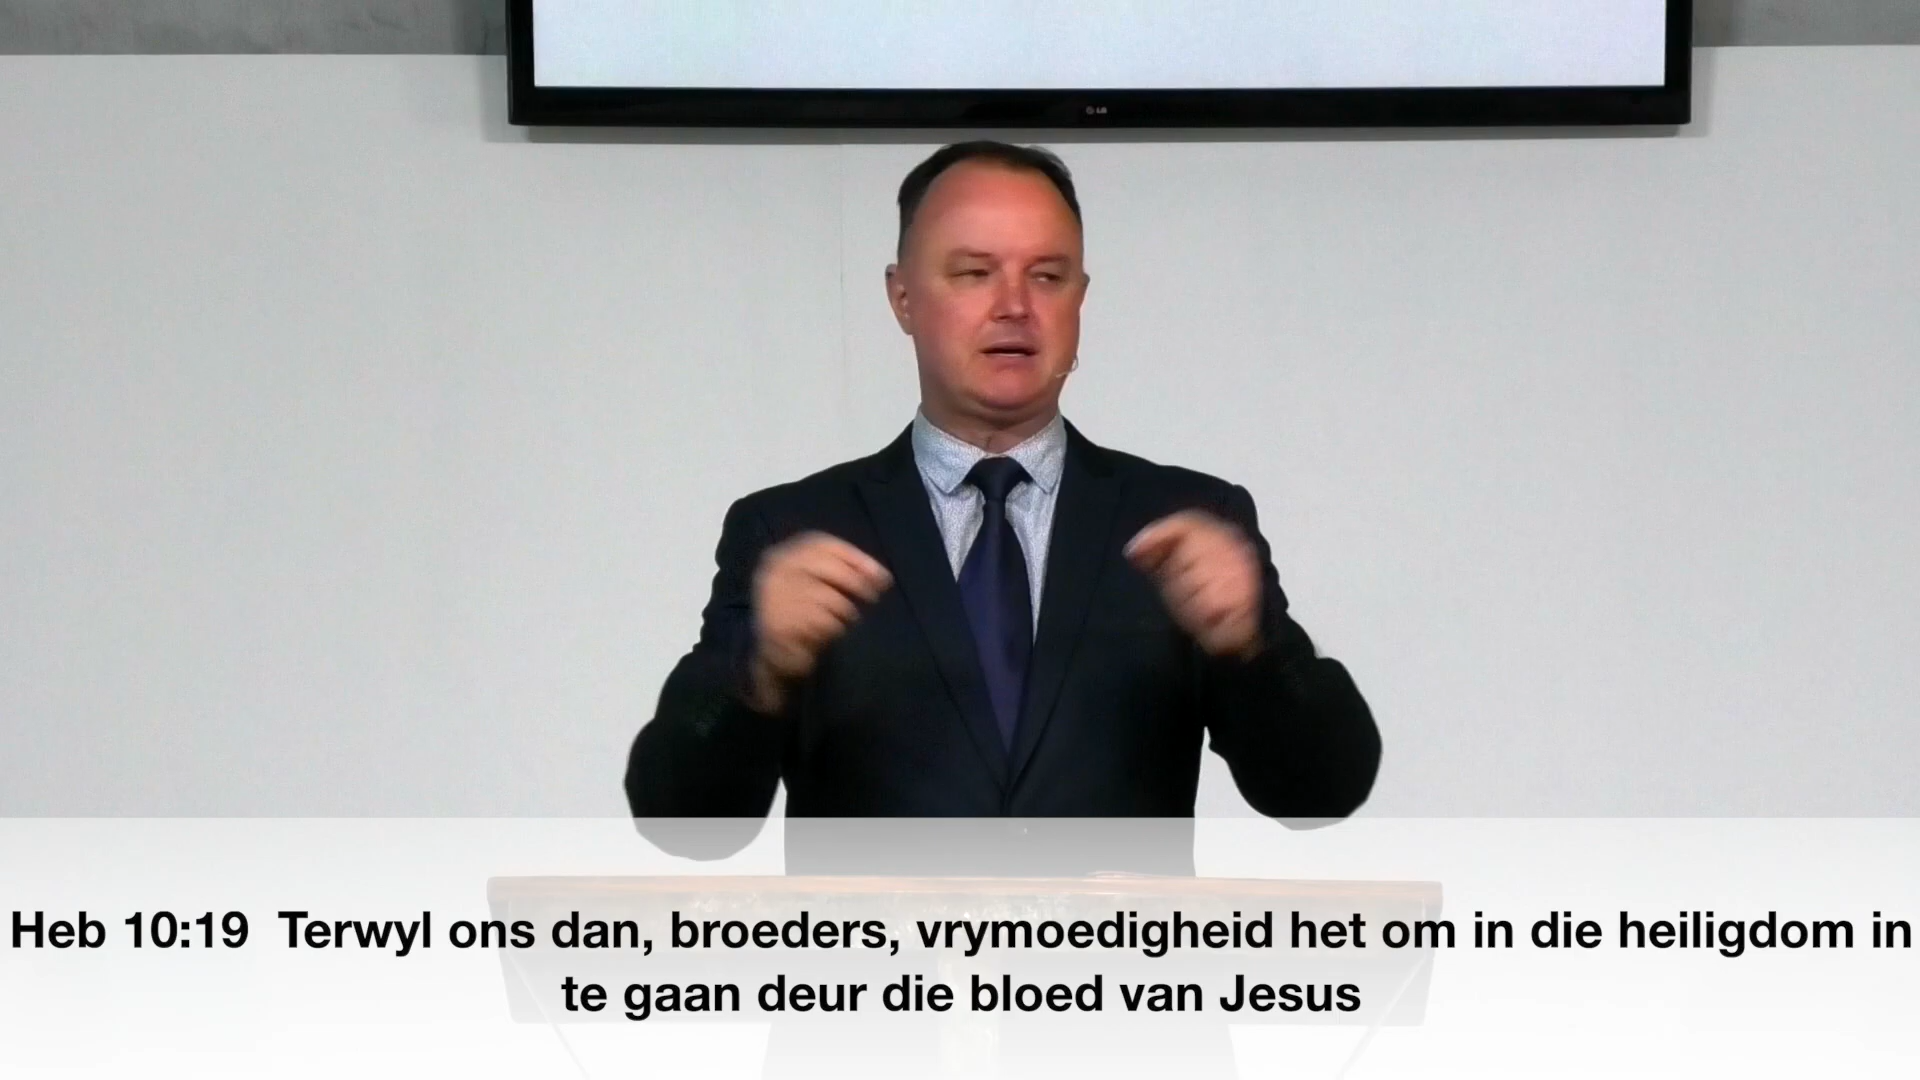 LG
Heb 10:19  Terwyl ons dan, broeders, vrymoedigheid het om in die heiligdom in
te gaan deur die bloed van Jesus